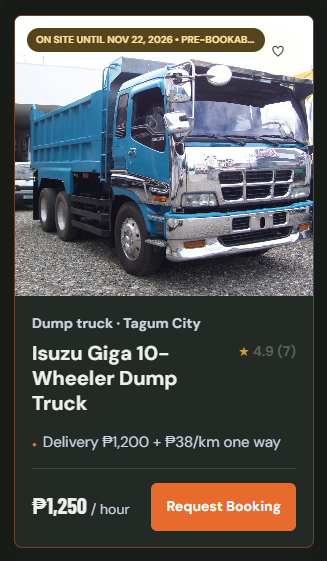 ON SITE UNTIL NOV 22, 2026 • PRE-BOOKAB...
Dump truck · Tagum City
Isuzu Giga 10-
Wheeler Dump
Truck
★ 4.9 (7)
• Delivery ₱1,200 + ₱38/km one way
₱1,250 / hour
Request Booking